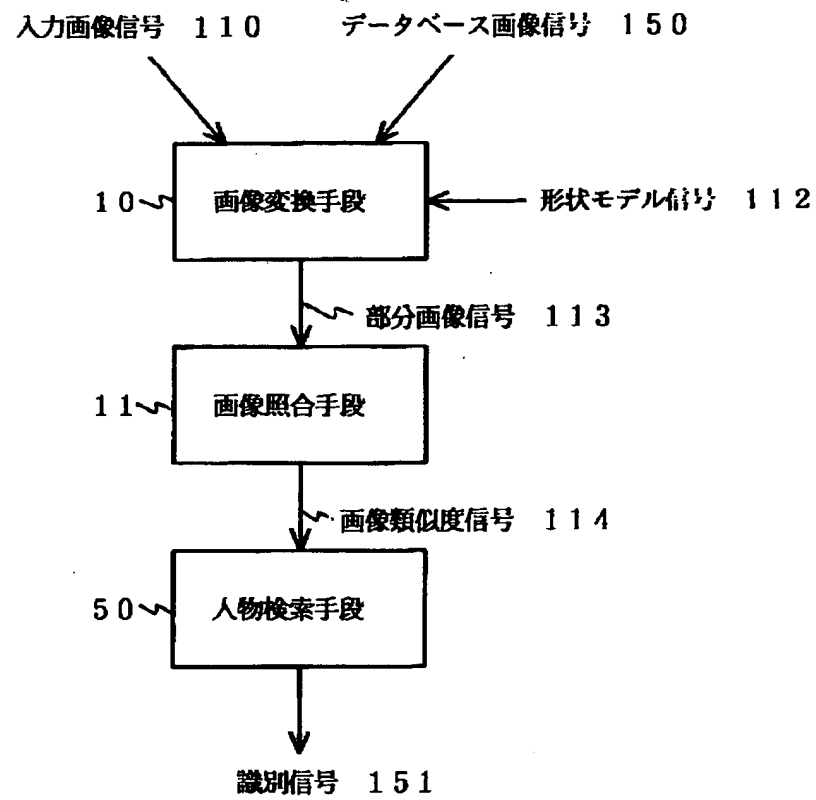 入力画像信号 110 データベース画像信号 150
10 画像変換手段 形状モデル信号 112
部分画像信号 113
11 画像照合手段
画像類似度信号 114
50 人物検索手段
識別信号 151